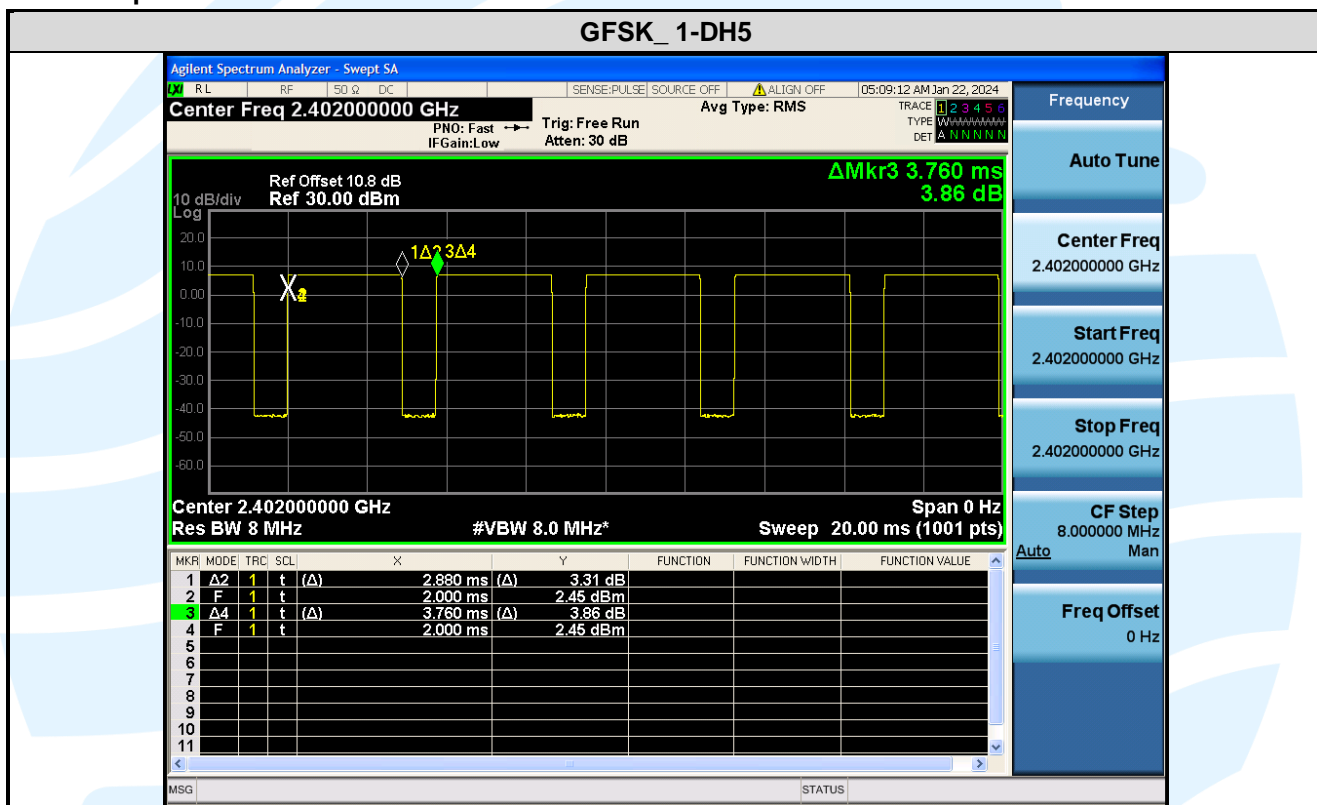 GFSK_ 1-DH5
Agilent Spectrum Analyzer - Swept SA
LXI RL RF 50 Ω DC SENSE:PULSE SOURCE OFF ⚠ALIGN OFF 05:09:12 AM Jan 22, 2024
Center Freq 2.402000000 GHz
PNO: Fast
IFGain:Low
Trig: Free Run
Atten: 30 dB
Avg Type: RMS
TRACE 1 2 3 4 5 6
TYPE WWWWWW
DET A N N N N N
ΔMkr3 3.760 ms
3.86 dB
10 dB/div
Log
Ref Offset 10.8 dB
Ref 30.00 dBm
20.0
10.0
0.00
-10.0
-20.0
-30.0
-40.0
-50.0
-60.0
1Δ2 3Δ4
Center 2.402000000 GHz
Span 0 Hz
Res BW 8 MHz
#VBW 8.0 MHz*
Sweep 20.00 ms (1001 pts)
MKR MODE TRC SCL X Y FUNCTION FUNCTION WIDTH FUNCTION VALUE
1 Δ2 1 t (Δ) 2.880 ms (Δ) 3.31 dB
2 F 1 t 2.000 ms 2.45 dBm
3 Δ4 1 t (Δ) 3.760 ms (Δ) 3.86 dB
4 F 1 t 2.000 ms 2.45 dBm
5
6
7
8
9
10
11
MSG
STATUS
Frequency
Auto Tune
Center Freq
2.402000000 GHz
Start Freq
2.402000000 GHz
Stop Freq
2.402000000 GHz
CF Step
8.000000 MHz
Auto Man
Freq Offset
0 Hz